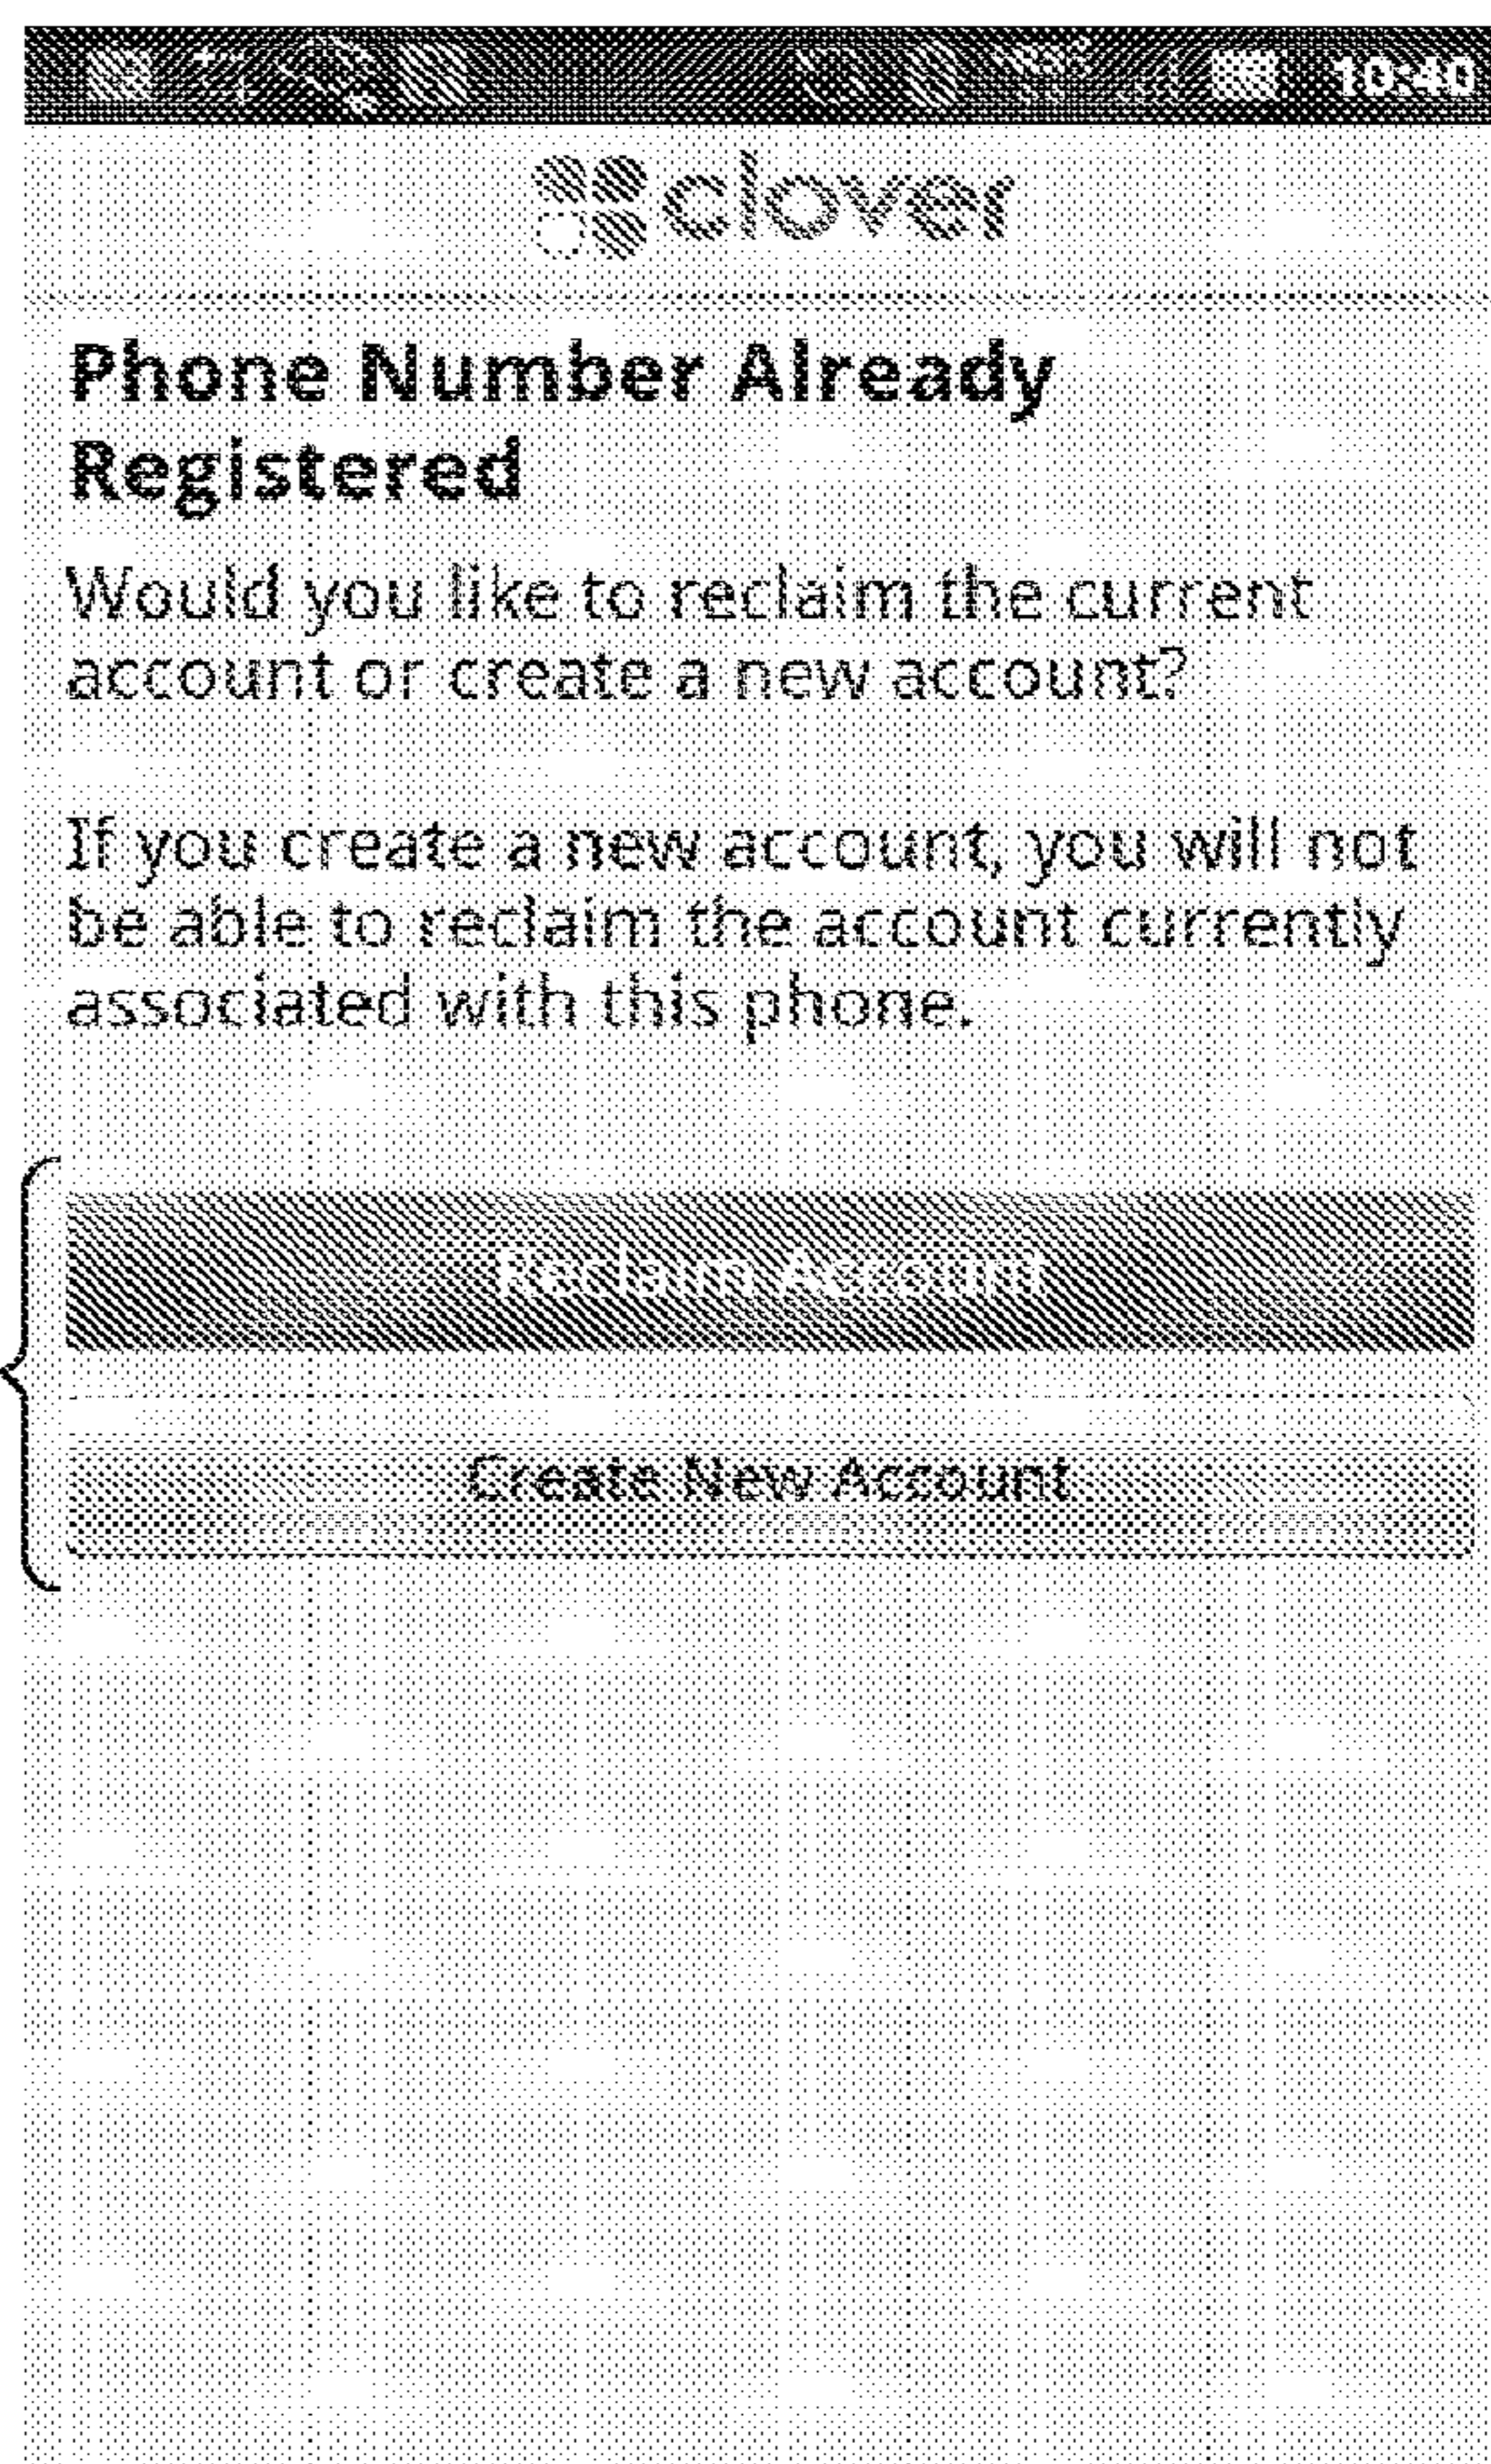 10:40
clover
Phone Number Already
Registered
Would you like to reclaim the current
account or create a new account?
If you create a new account, you will not
be able to reclaim the account currently
associated with this phone.
Reclaim Account
Create New Account